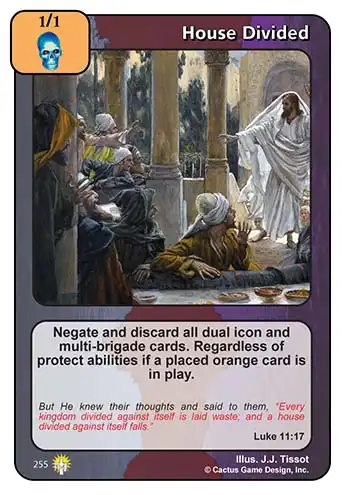 1/1
House Divided
Negate and discard all dual icon and
multi-brigade cards. Regardless of
protect abilities if a placed orange card is
in play.
But He knew their thoughts and said to them, “Every
kingdom divided against itself is laid waste; and a house
divided against itself falls.”
Luke 11:17
255
Illus. J.J. Tissot
© Cactus Game Design, Inc.